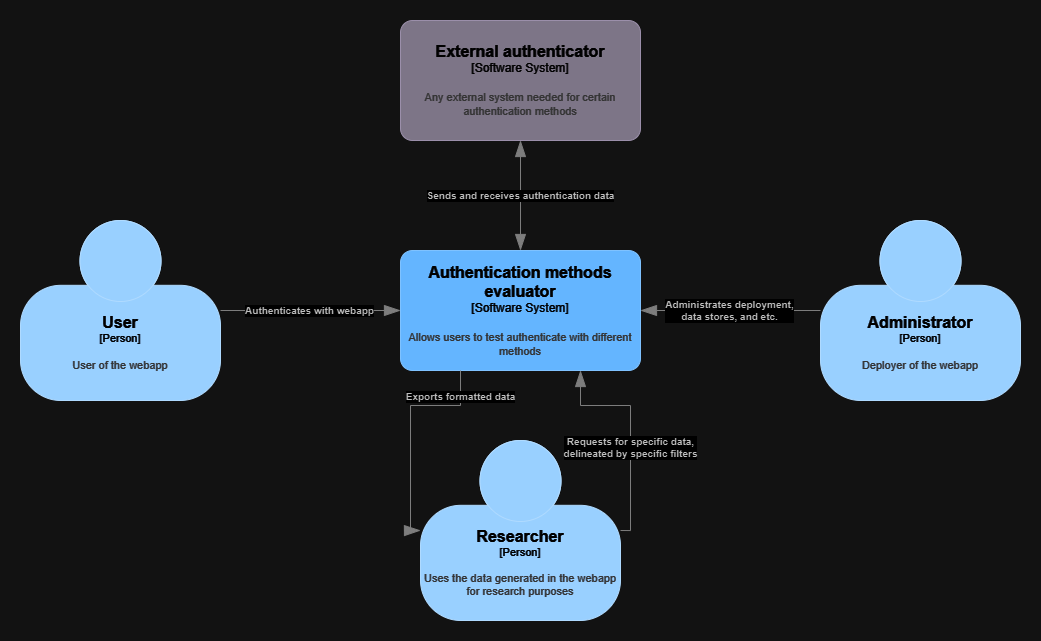 External authenticator
[Software System]
Any external system needed for certain
authentication methods
Sends and receives authentication data
Authentication methods
evaluator
[Software System]
Allows users to test authenticate with different
methods
User
[Person]
User of the webapp
Authenticates with webapp
Administrates deployment,
data stores, and etc.
Administrator
[Person]
Deployer of the webapp
Exports formatted data
Requests for specific data,
delineated by specific filters
Researcher
[Person]
Uses the data generated in the webapp
for research purposes